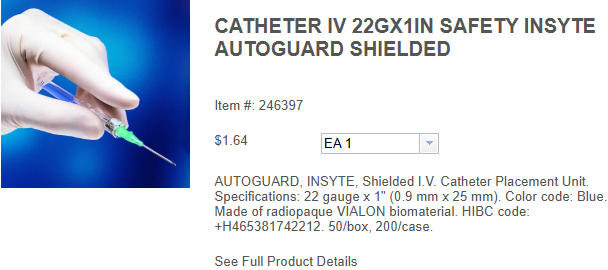 CATHETER IV 22GX1IN SAFETY INSYTE
AUTOGUARD SHIELDED
Item #: 246397
$1.64
EA 1
AUTOGUARD, INSYTE, Shielded I.V. Catheter Placement Unit.
Specifications: 22 gauge x 1" (0.9 mm x 25 mm). Color code: Blue.
Made of radiopaque VIALON biomaterial. HIBC code:
+H465381742212. 50/box, 200/case.
See Full Product Details